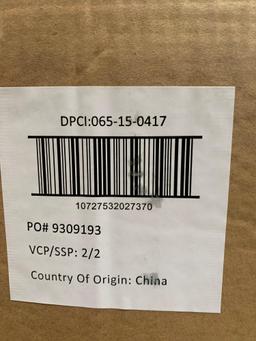 DPCI:065-15-0417
10727532027370
PO# 9309193
VCP/SSP: 2/2
Country Of Origin: China